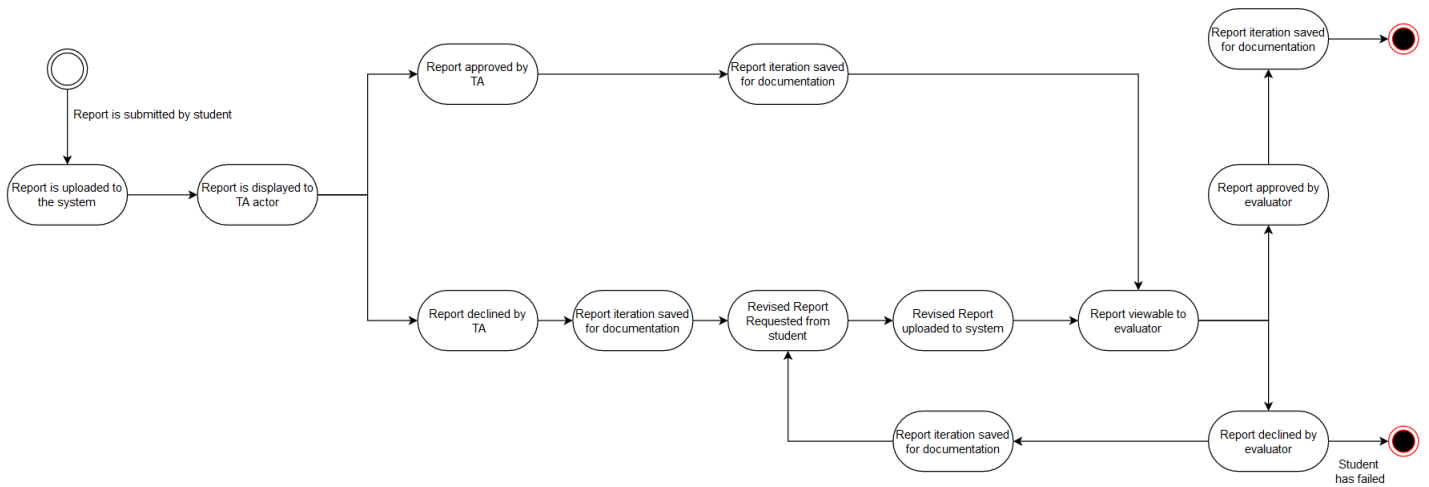 Report iteration saved
for documentation
Report approved by
TA
Report iteration saved
for documentation
Report is submitted by student
Report is uploaded to
the system
Report is displayed to
TA actor
Report approved by
evaluator
Report declined by
TA
Report iteration saved
for documentation
Revised Report
Requested from
student
Revised Report
uploaded to system
Report viewable to
evaluator
Report iteration saved
for documentation
Report declined by
evaluator
Student
has failed